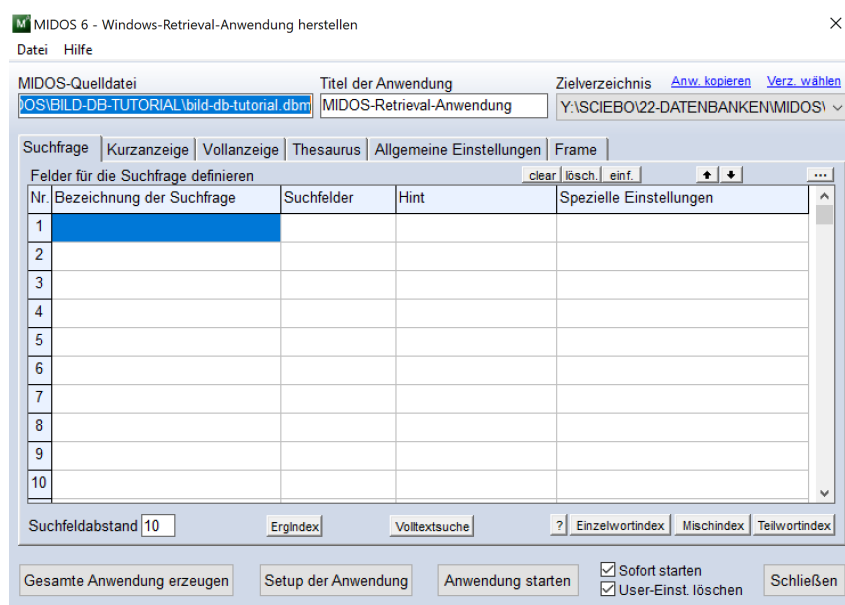 MIDOS 6 - Windows-Retrieval-Anwendung herstellen
Datei Hilfe
MIDOS-Quelldatei Titel der Anwendung Zielverzeichnis Anw. kopieren Verz. wählen
OS\BILD-DB-TUTORIAL\bild-db-tutorial.dbm MIDOS-Retrieval-Anwendung Y:\SCIEBO\22-DATENBANKEN\MIDOS\
Suchfrage Kurzanzeige Vollanzeige Thesaurus Allgemeine Einstellungen Frame
Felder für die Suchfrage definieren clear lösch. einf. ...
Nr. Bezeichnung der Suchfrage Suchfelder Hint Spezielle Einstellungen
1
2
3
4
5
6
7
8
9
10
Suchfeldabstand 10 ErgIndex Volltextsuche ? Einzelwortindex Mischindex Teilwortindex
Gesamte Anwendung erzeugen Setup der Anwendung Anwendung starten Sofort starten Schließen
User-Einst. löschen